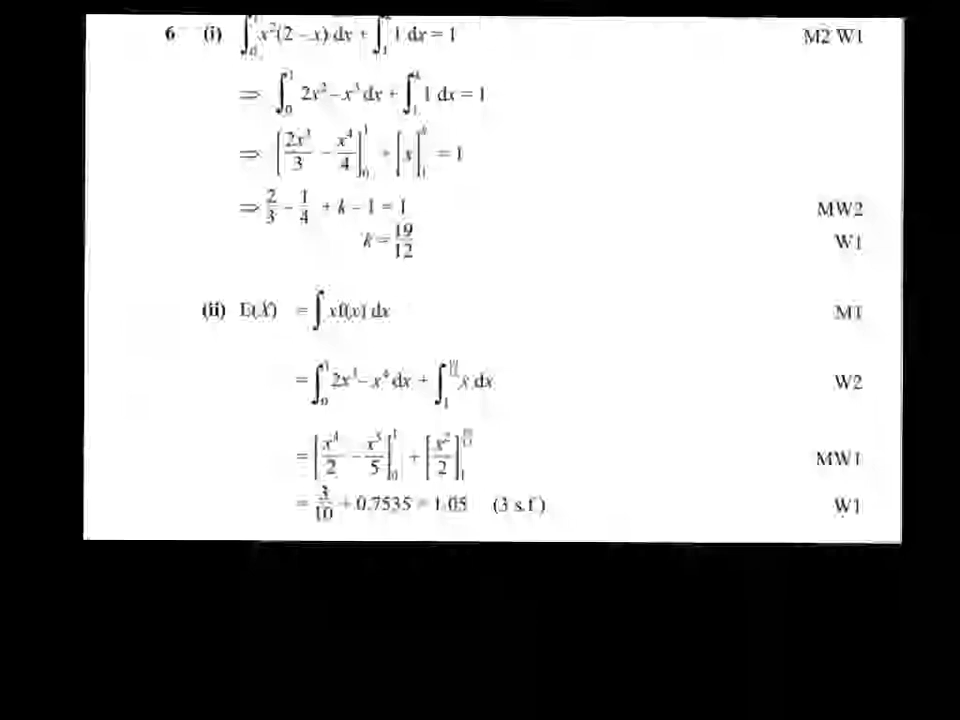 6 (i) ∫₀¹ x²(2 – x) dx + ∫₁ᵏ 1 dx = 1 M2 W1
⇒ ∫₀¹ 2x² – x³ dx + ∫₁ᵏ 1 dx = 1
⇒ [2x³/3 – x⁴/4]₀¹ + [x]₁ᵏ = 1
⇒ 2/3 – 1/4 + k – 1 = 1 MW2
k = 19/12 W1
(ii) E(X) = ∫ xf(x) dx M1
= ∫₀¹ 2x³ – x⁴ dx + ∫₁^(19/12) x dx W2
= [x⁴/2 – x⁵/5]₀¹ + [x²/2]₁^(19/12) MW1
= 3/10 + 0.7535 = 1.05 (3 s.f) W1